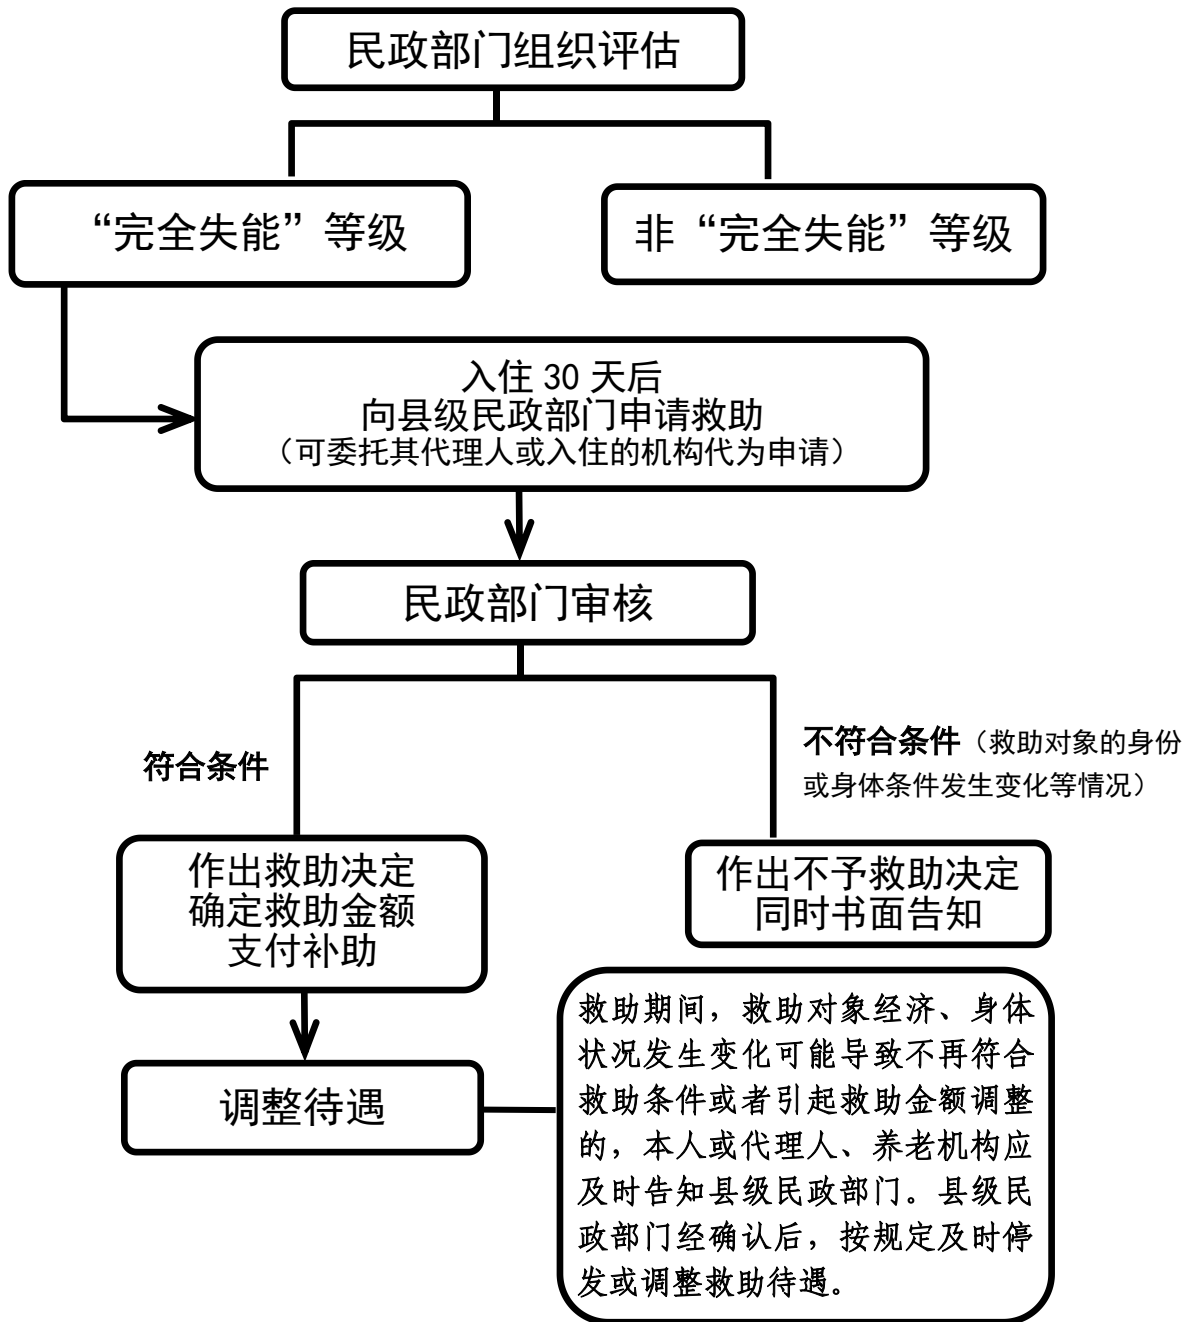 民政部门组织评估
“完全失能”等级
非“完全失能”等级
入住 30 天后
向县级民政部门申请救助
（可委托其代理人或入住的机构代为申请）
民政部门审核
符合条件
不符合条件（救助对象的身份
或身体条件发生变化等情况）
作出救助决定
确定救助金额
支付补助
作出不予救助决定
同时书面告知
调整待遇
救助期间，救助对象经济、身体
状况发生变化可能导致不再符合
救助条件或者引起救助金额调整
的，本人或代理人、养老机构应
及时告知县级民政部门。县级民
政部门经确认后，按规定及时停
发或调整救助待遇。